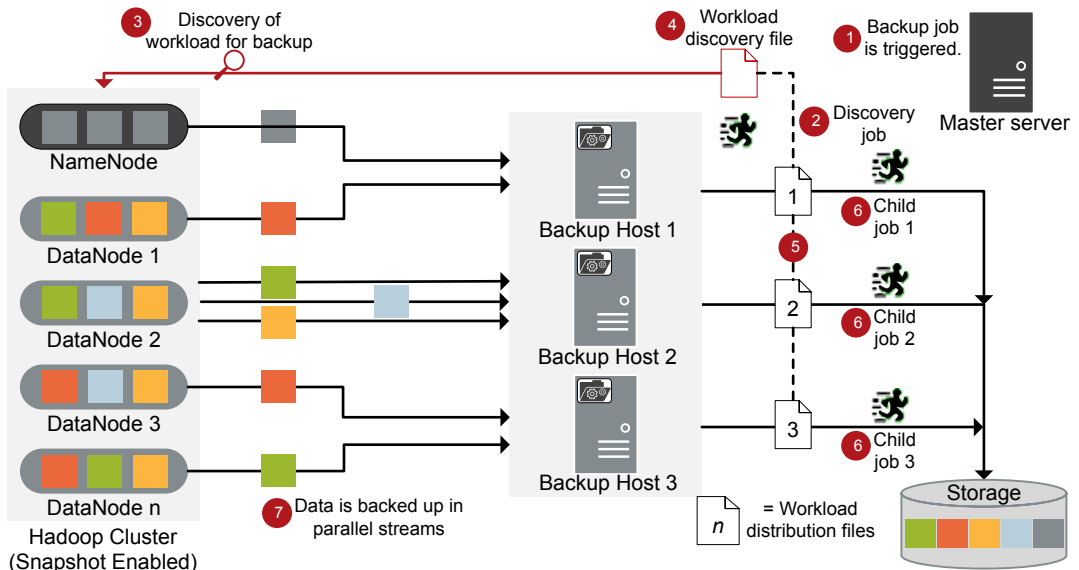 3 Discovery of
workload for backup
4 Workload
discovery file
1 Backup job
is triggered.
Master server
2 Discovery
job
NameNode
DataNode 1
DataNode 2
DataNode 3
DataNode n
Hadoop Cluster
(Snapshot Enabled)
7 Data is backed up in
parallel streams
Backup Host 1
Backup Host 2
Backup Host 3
1
5
2
3
6 Child
job 1
6 Child
job 2
6 Child
job 3
n = Workload
distribution files
Storage